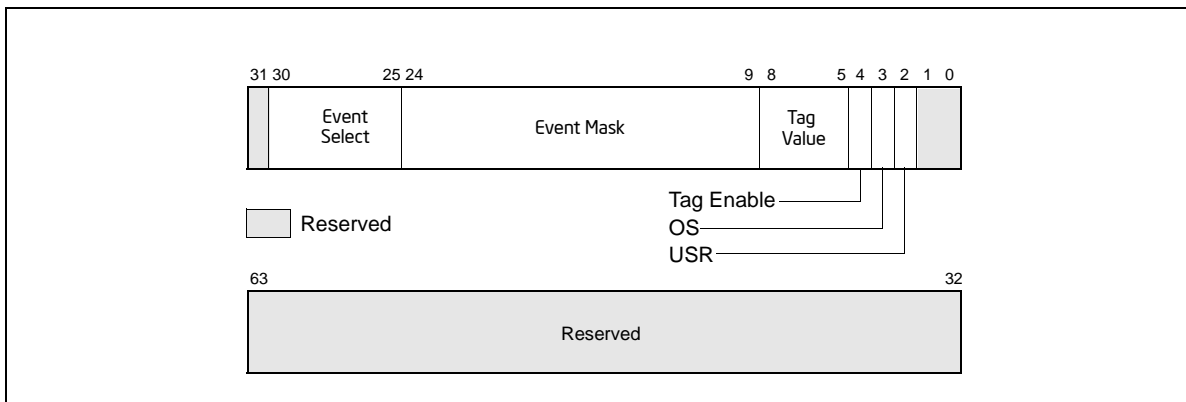 31 30 25 24 9 8 5 4 3 2 1 0
Event
Select
Event Mask
Tag
Value
Tag Enable
OS
USR
Reserved
63 32
Reserved